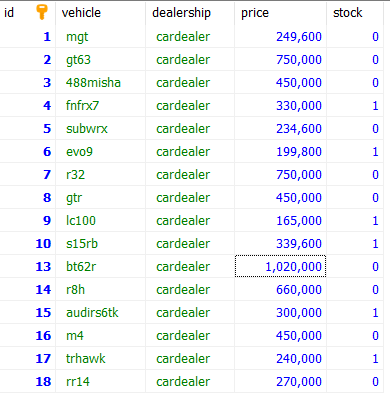 id vehicle dealership price stock
1 mgt cardealer 249,600 0
2 gt63 cardealer 750,000 0
3 488misha cardealer 450,000 0
4 fnfrx7 cardealer 330,000 1
5 subwrx cardealer 234,600 0
6 evo9 cardealer 199,800 1
7 r32 cardealer 750,000 0
8 gtr cardealer 450,000 0
9 lc100 cardealer 165,000 1
10 s15rb cardealer 339,600 1
13 bt62r cardealer 1,020,000 0
14 r8h cardealer 660,000 0
15 audirs6tk cardealer 300,000 1
16 m4 cardealer 450,000 0
17 trhawk cardealer 240,000 1
18 rr14 cardealer 270,000 0